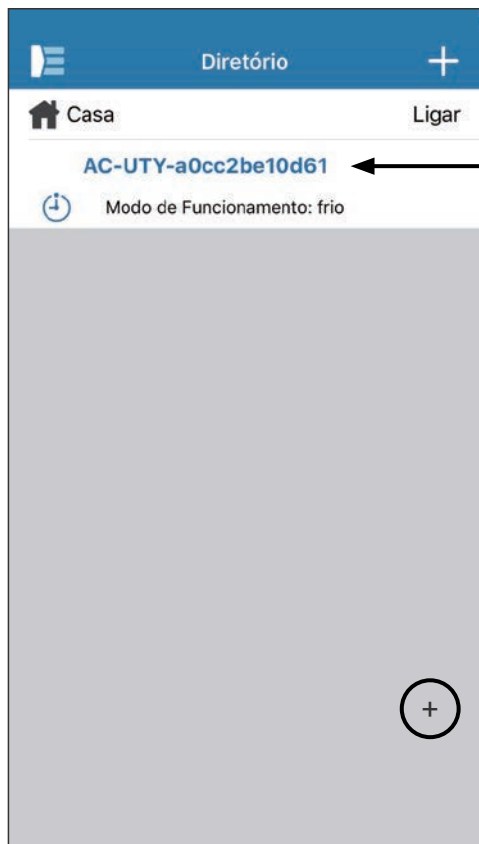 Diretório +
Casa Ligar
AC-UTY-a0cc2be10d61
Modo de Funcionamento: frio
+